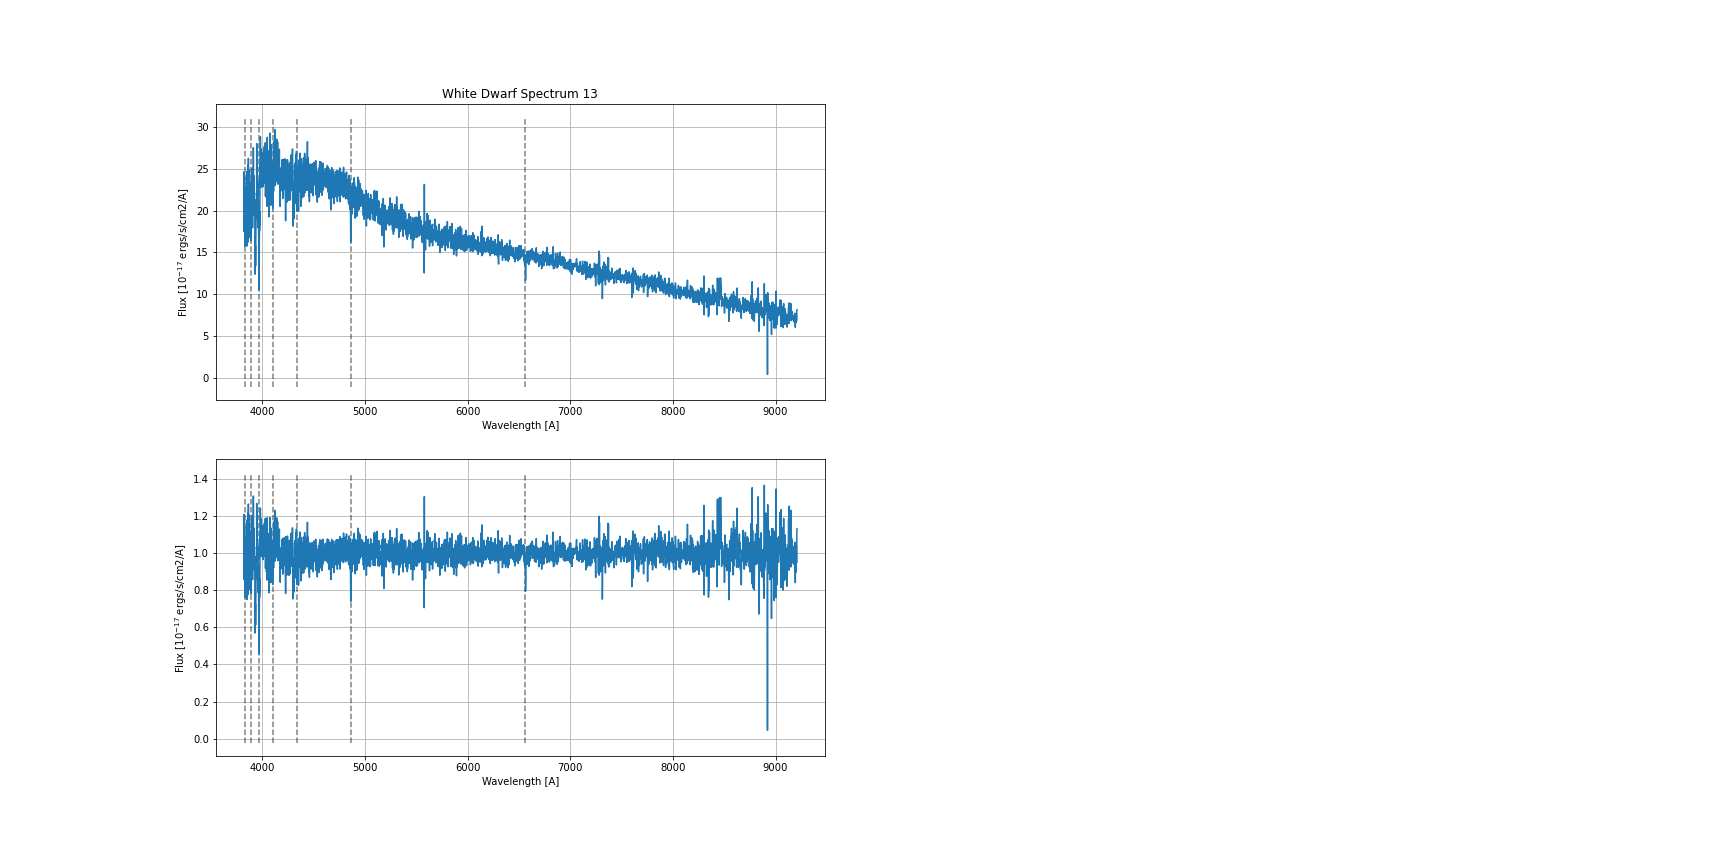 White Dwarf Spectrum 13
Flux [10⁻¹⁷ ergs/s/cm2/A]
30
25
20
15
10
5
0
4000 5000 6000 7000 8000 9000
Wavelength [A]
Flux [10⁻¹⁷ ergs/s/cm2/A]
1.4
1.2
1.0
0.8
0.6
0.4
0.2
0.0
4000 5000 6000 7000 8000 9000
Wavelength [A]